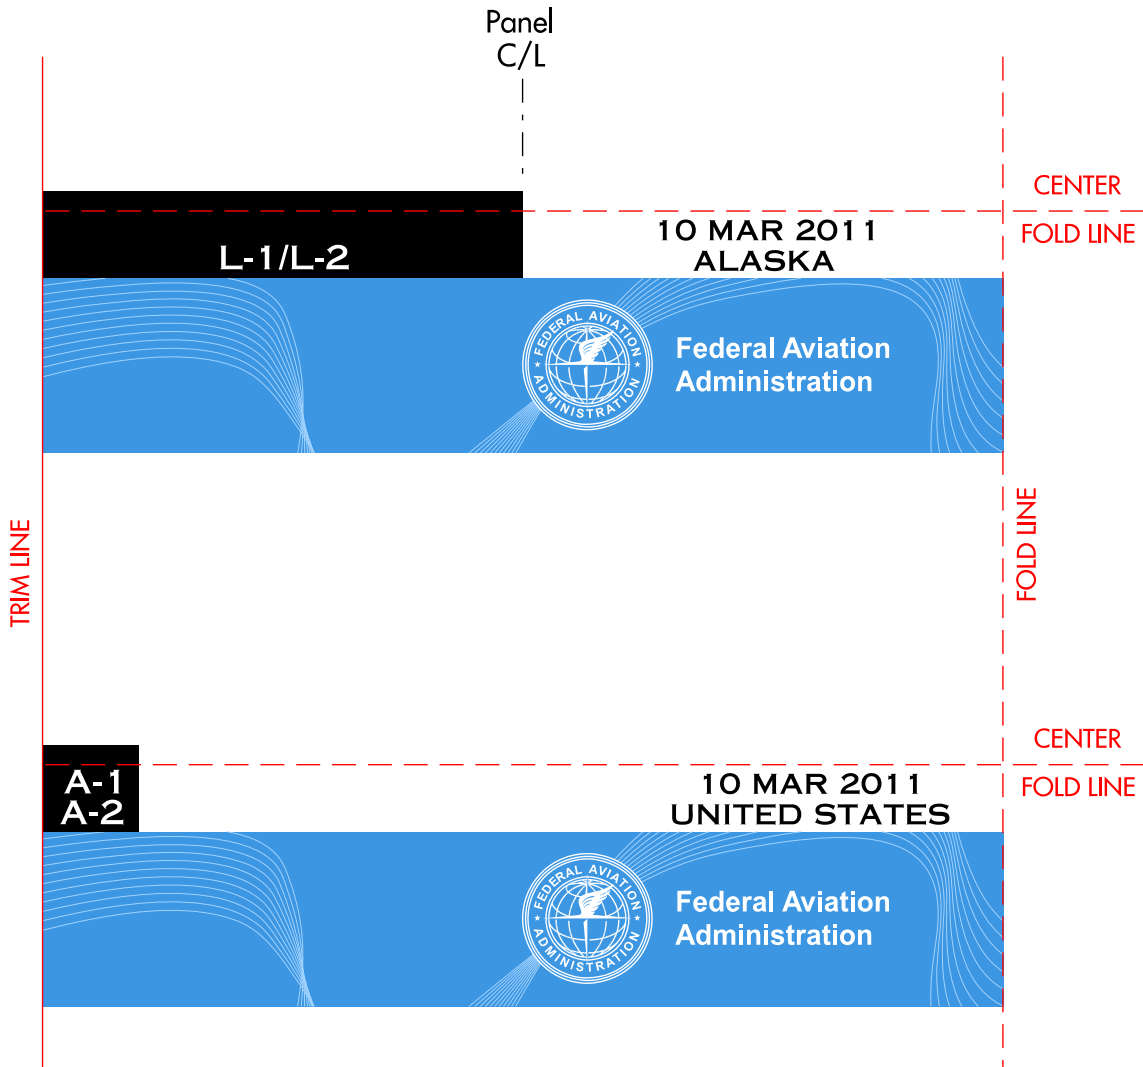 Panel
C/L
CENTER
FOLD LINE
10 MAR 2011
ALASKA
L-1/L-2
FEDERAL AVIATION
ADMINISTRATION
Federal Aviation
Administration
TRIM LINE
FOLD LINE
CENTER
FOLD LINE
A-1
A-2
10 MAR 2011
UNITED STATES
FEDERAL AVIATION
ADMINISTRATION
Federal Aviation
Administration